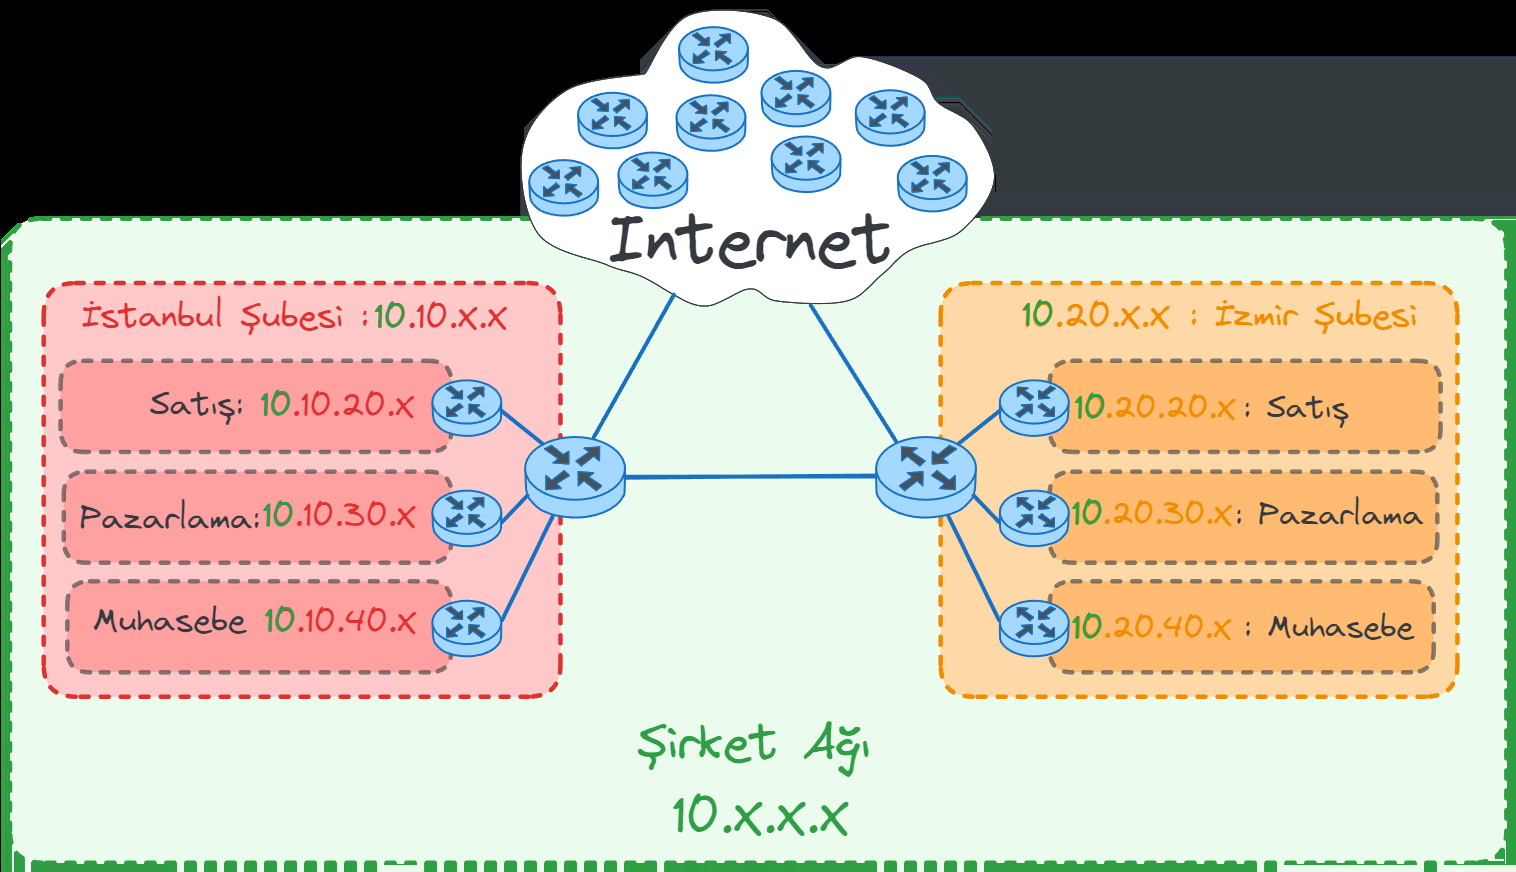 Internet
İstanbul Şubesi :10.10.x.x
Satış: 10.10.20.x
Pazarlama:10.10.30.x
Muhasebe 10.10.40.x
10.20.x.x : İzmir Şubesi
10.20.20.x : Satış
10.20.30.x: Pazarlama
10.20.40.x : Muhasebe
Şirket Ağı
10.x.x.x